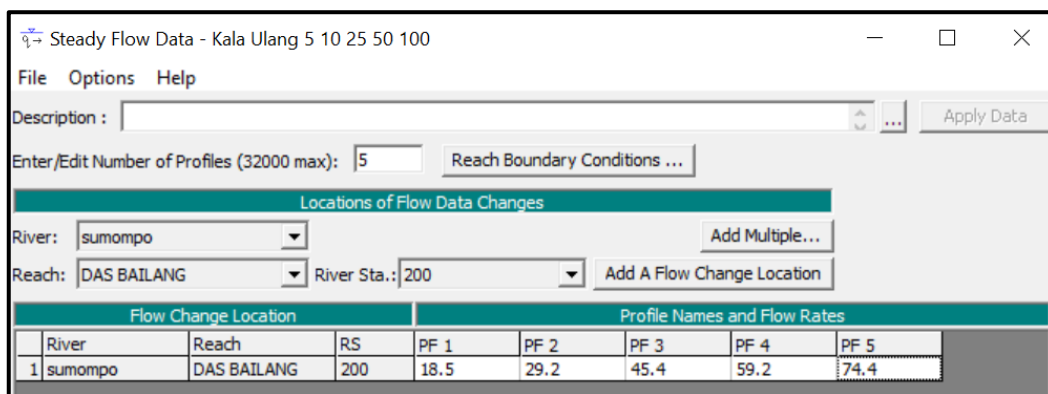 Steady Flow Data - Kala Ulang 5 10 25 50 100
File Options Help
Description : ... Apply Data
Enter/Edit Number of Profiles (32000 max): 5 Reach Boundary Conditions ...
Locations of Flow Data Changes
River: sumompo Add Multiple...
Reach: DAS BAILANG River Sta.: 200 Add A Flow Change Location
Flow Change Location Profile Names and Flow Rates
River Reach RS PF 1 PF 2 PF 3 PF 4 PF 5
1 sumompo DAS BAILANG 200 18.5 29.2 45.4 59.2 74.4